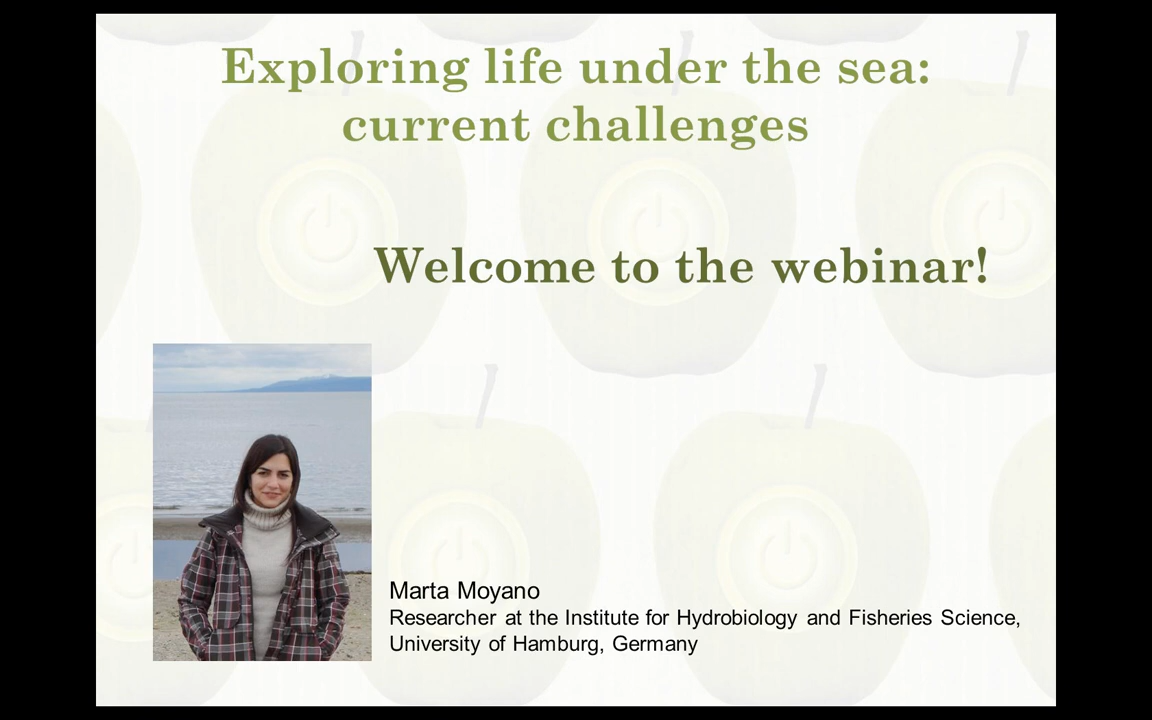 Exploring life under the sea:
current challenges
Welcome to the webinar!
Marta Moyano
Researcher at the Institute for Hydrobiology and Fisheries Science,
University of Hamburg, Germany